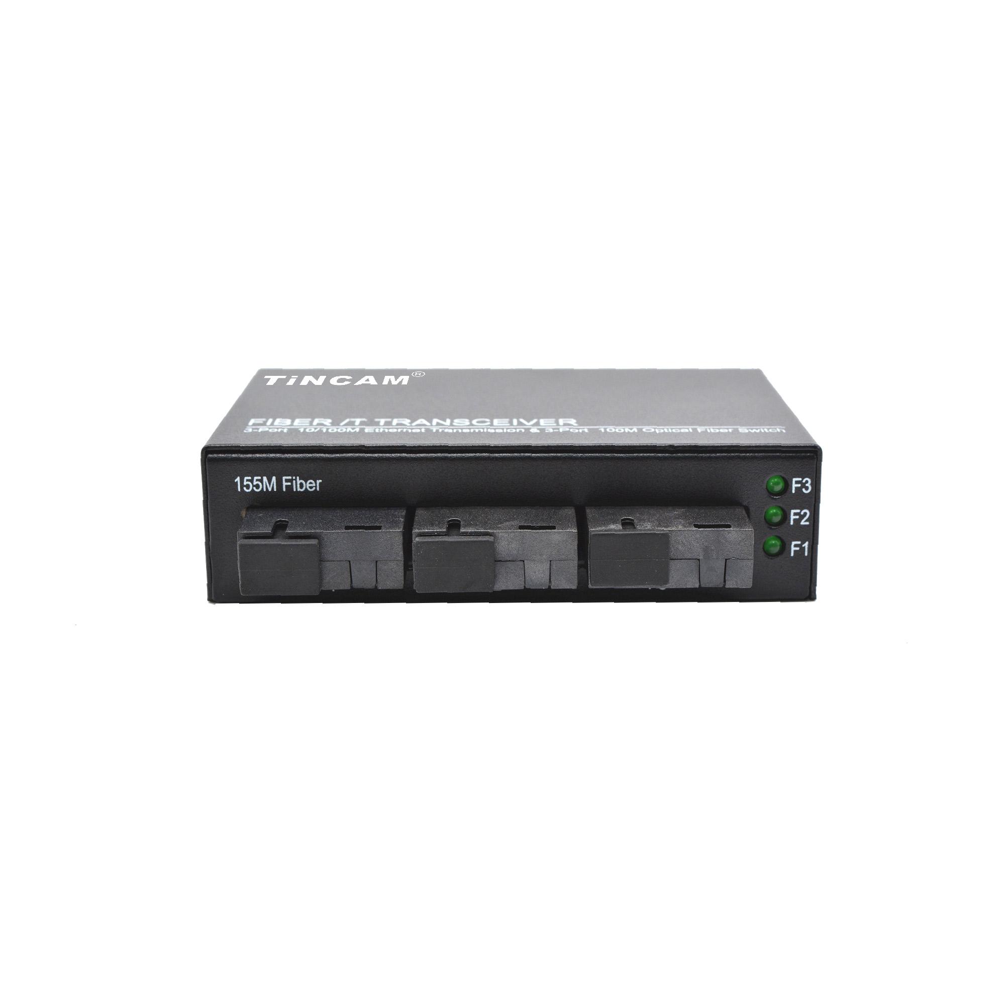 TiNCAM®
FIBER /T TRANSCEIVER
3-Port 10/100M Ethernet Transmission & 3-Port 100M Optical Fiber Switch
155M Fiber
F3
F2
F1